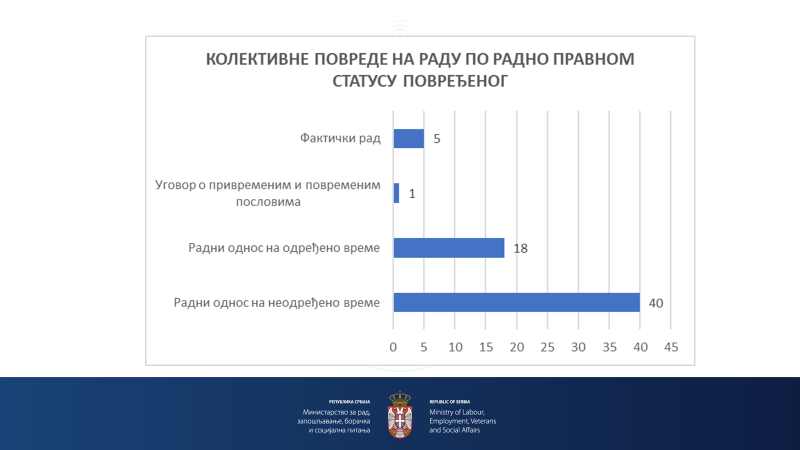 КОЛЕКТИВНЕ ПОВРЕДЕ НА РАДУ ПО РАДНО ПРАВНОМ
СТАТУСУ ПОВРЕЂЕНОГ
Фактички рад
5
Уговор о привременим и повременим
пословима
1
Радни однос на одређено време
18
Радни однос на неодређено време
40
0 5 10 15 20 25 30 35 40 45
РЕПУБЛИКА СРБИЈА
Министарство за рад,
запошљавање, борачка
и социјална питања
REPUBLIC OF SERBIA
Ministry of Labour,
Employment, Veterans
and Social Affairs